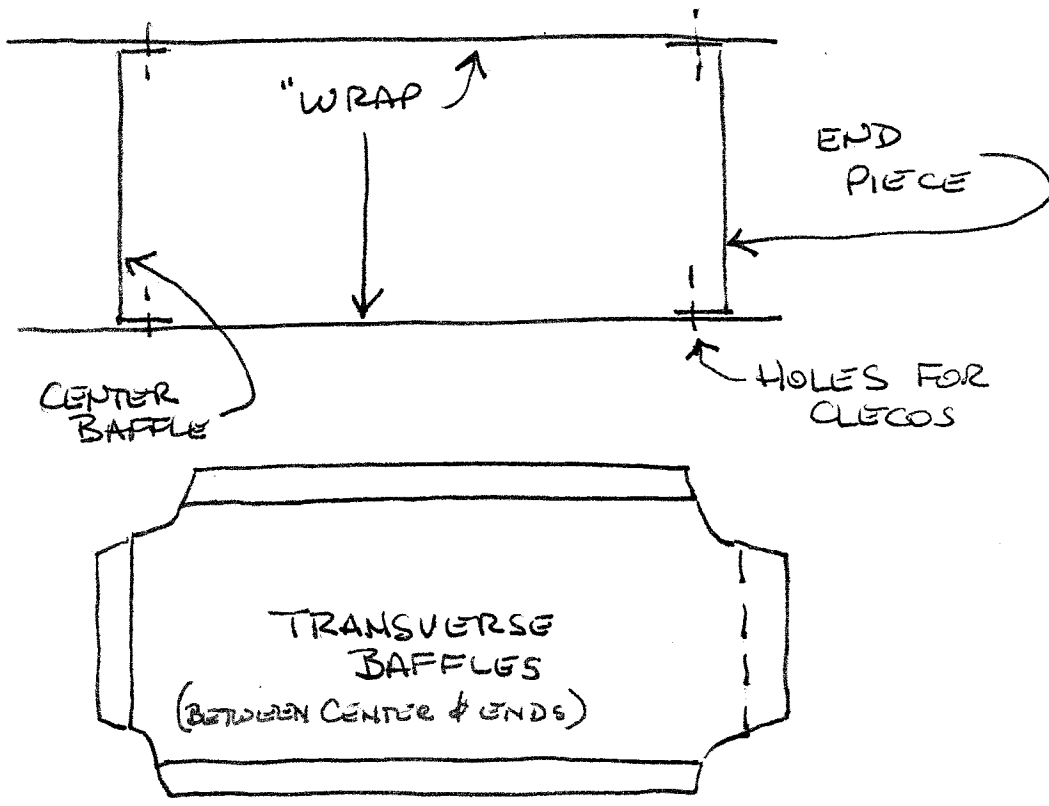 "WRAP
END
PIECE
CENTER
BAFFLE
HOLES FOR
CLECOS
TRANSVERSE
BAFFLES
(BETWEEN CENTER & ENDS)